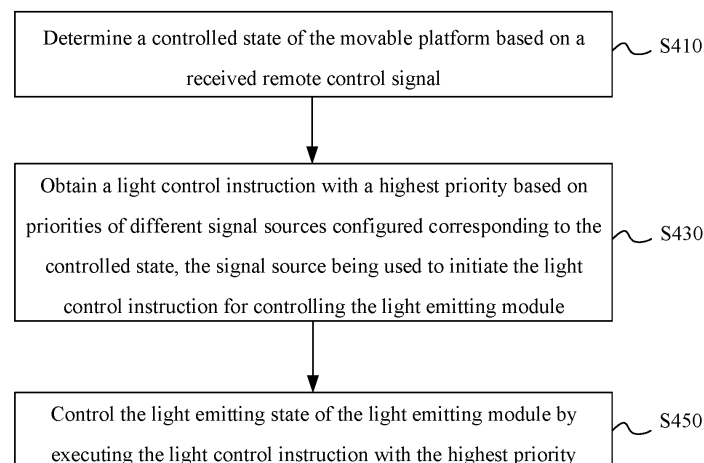 Determine a controlled state of the movable platform based on a
received remote control signal
S410
Obtain a light control instruction with a highest priority based on
priorities of different signal sources configured corresponding to the
controlled state, the signal source being used to initiate the light
control instruction for controlling the light emitting module
S430
Control the light emitting state of the light emitting module by
executing the light control instruction with the highest priority
S450